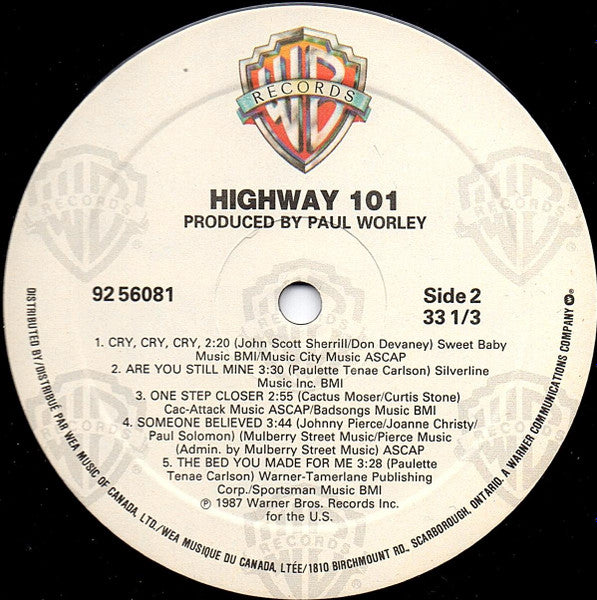 WB
RECORDS
HIGHWAY 101
PRODUCED BY PAUL WORLEY
92 56081
Side 2
33 1/3
1. CRY, CRY, CRY, 2:20 (John Scott Sherrill/Don Devaney) Sweet Baby
Music BMI/Music City Music ASCAP
2. ARE YOU STILL MINE 3:30 (Paulette Tenae Carlson) Silverline
Music Inc. BMI
3. ONE STEP CLOSER 2:55 (Cactus Moser/Curtis Stone)
Cac-Attack Music ASCAP/Badsongs Music BMI
4. SOMEONE BELIEVED 3:44 (Johnny Pierce/Joanne Christy/
Paul Solomon) (Mulberry Street Music/Pierce Music
(Admin. by Mulberry Street Music) ASCAP
5. THE BED YOU MADE FOR ME 3:28 (Paulette
Tenae Carlson) Warner-Tamerlane Publishing
Corp./Sportsman Music BMI
℗ 1987 Warner Bros. Records Inc.
for the U.S.
DISTRIBUTED BY/DISTRIBUÉ PAR WEA MUSIC OF CANADA, LTD./WEA MUSIQUE DU CANADA, LTÉE/1810 BIRCHMOUNT RD., SCARBOROUGH, ONTARIO. A WARNER COMMUNICATIONS COMPANY